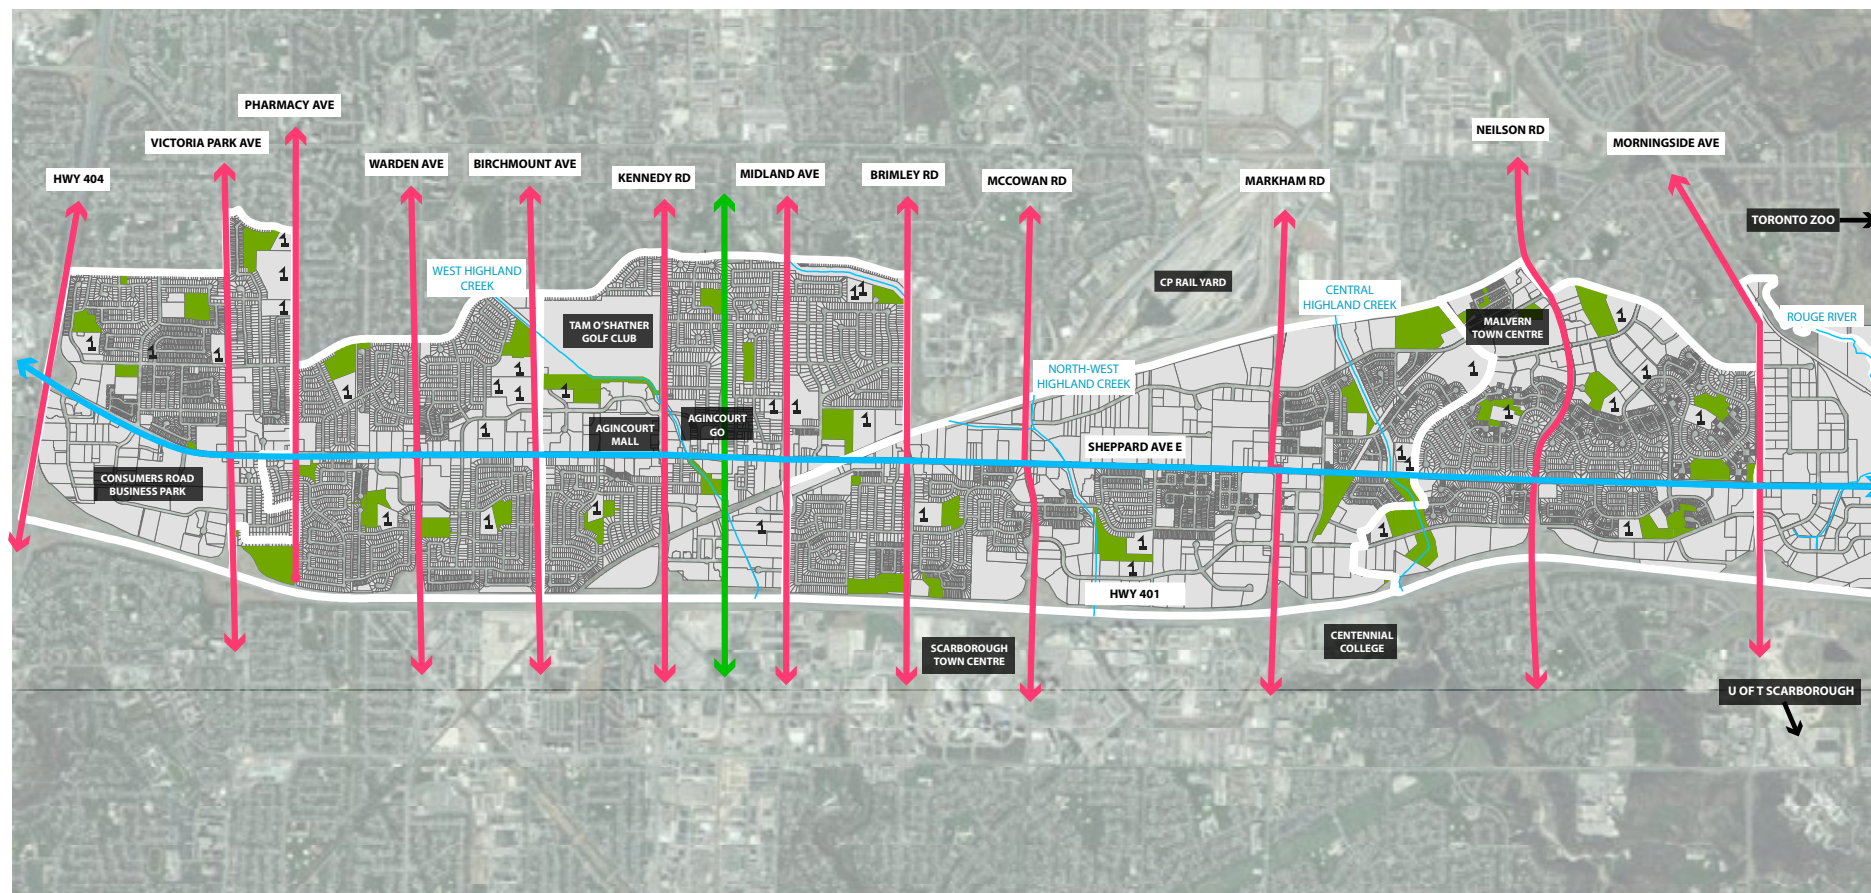 PHARMACY AVE
VICTORIA PARK AVE
HWY 404
WARDEN AVE
BIRCHMOUNT AVE
KENNEDY RD
MIDLAND AVE
BRIMLEY RD
MCCOWAN RD
MARKHAM RD
NEILSON RD
MORNINGSIDE AVE
TORONTO ZOO
WEST HIGHLAND
CREEK
TAM O'SHATNER
GOLF CLUB
CP RAIL YARD
CENTRAL
HIGHLAND CREEK
MALVERN
TOWN CENTRE
ROUGE RIVER
NORTH-WEST
HIGHLAND CREEK
AGINCOURT
MALL
AGINCOURT
GO
SHEPPARD AVE E
CONSUMERS ROAD
BUSINESS PARK
HWY 401
SCARBOROUGH
TOWN CENTRE
CENTENNIAL
COLLEGE
U OF T SCARBOROUGH